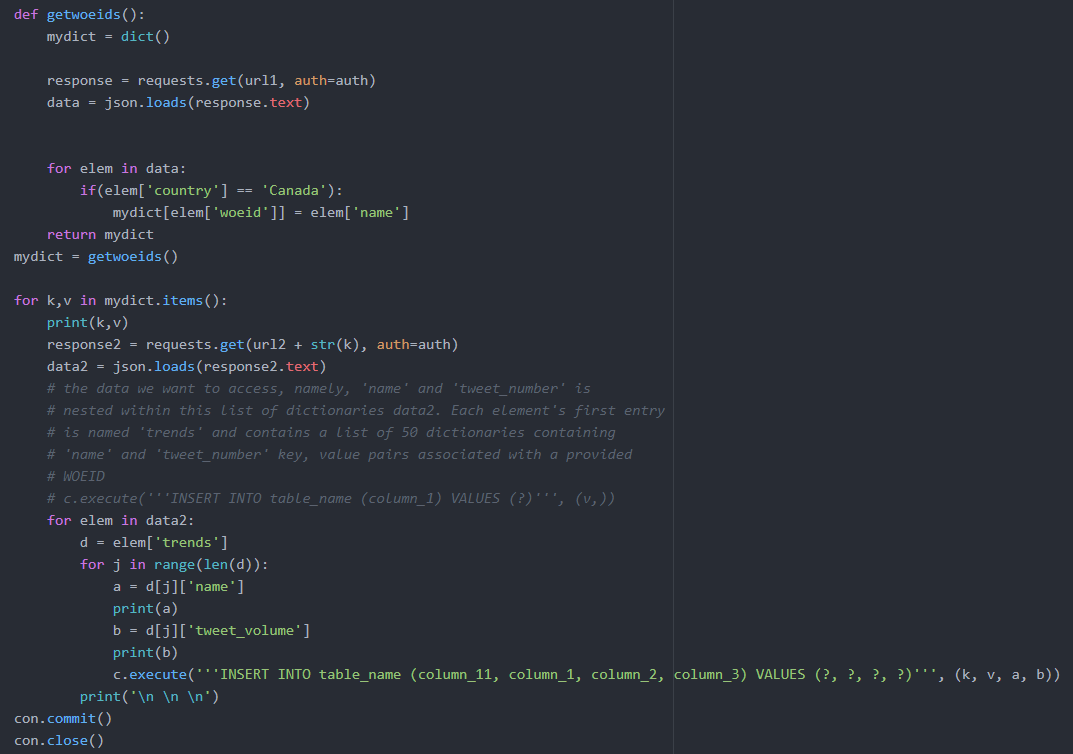 def getwoeids():
    mydict = dict()

    response = requests.get(url1, auth=auth)
    data = json.loads(response.text)


    for elem in data:
        if(elem['country'] == 'Canada'):
            mydict[elem['woeid']] = elem['name']
    return mydict
mydict = getwoeids()

for k,v in mydict.items():
    print(k,v)
    response2 = requests.get(url2 + str(k), auth=auth)
    data2 = json.loads(response2.text)
    # the data we want to access, namely, 'name' and 'tweet_number' is
    # nested within this list of dictionaries data2. Each element's first entry
    # is named 'trends' and contains a list of 50 dictionaries containing
    # 'name' and 'tweet_number' key, value pairs associated with a provided
    # WOEID
    # c.execute('''INSERT INTO table_name (column_1) VALUES (?)''', (v,))
    for elem in data2:
        d = elem['trends']
        for j in range(len(d)):
            a = d[j]['name']
            print(a)
            b = d[j]['tweet_volume']
            print(b)
            c.execute('''INSERT INTO table_name (column_11, column_1, column_2, column_3) VALUES (?, ?, ?, ?)''', (k, v, a, b))
        print('\n \n \n')
con.commit()
con.close()